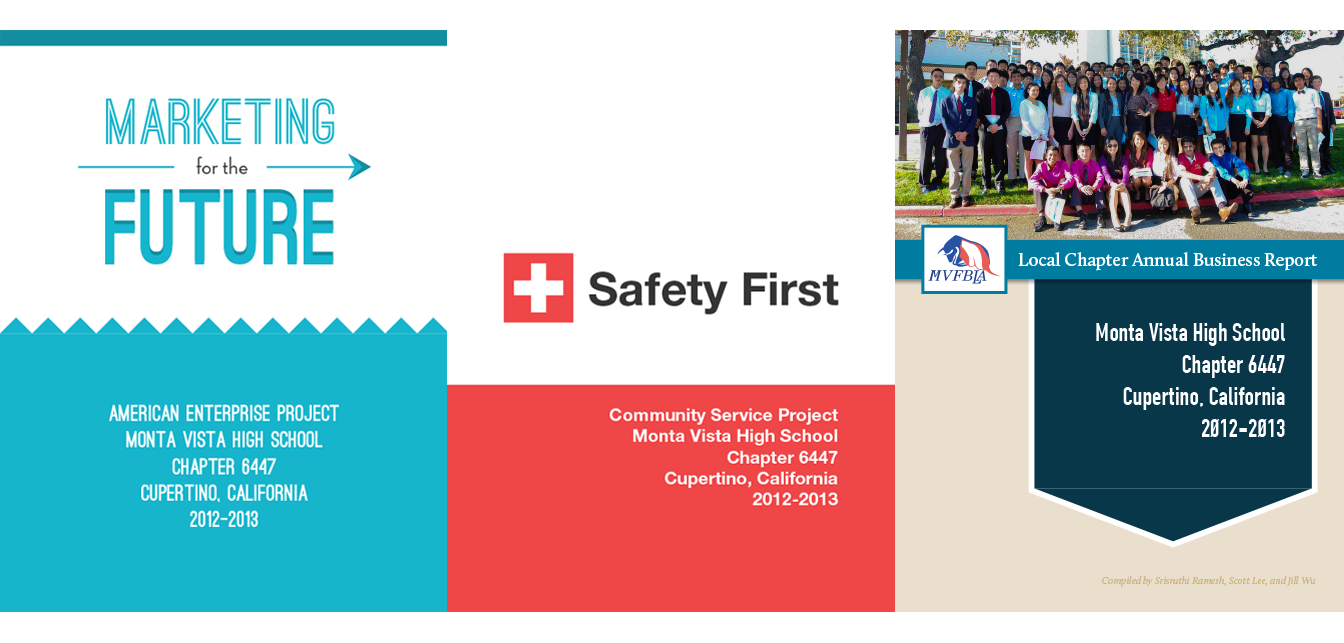 MARKETING
for the
FUTURE
AMERICAN ENTERPRISE PROJECT
MONTA VISTA HIGH SCHOOL
CHAPTER 6447
CUPERTINO, CALIFORNIA
2012-2013
Safety First
Community Service Project
Monta Vista High School
Chapter 6447
Cupertino, California
2012-2013
MVFBLA
Local Chapter Annual Business Report
Monta Vista High School
Chapter 6447
Cupertino, California
2012-2013
Compiled by Srisruthi Ramesh, Scott Lee, and Jill Wu